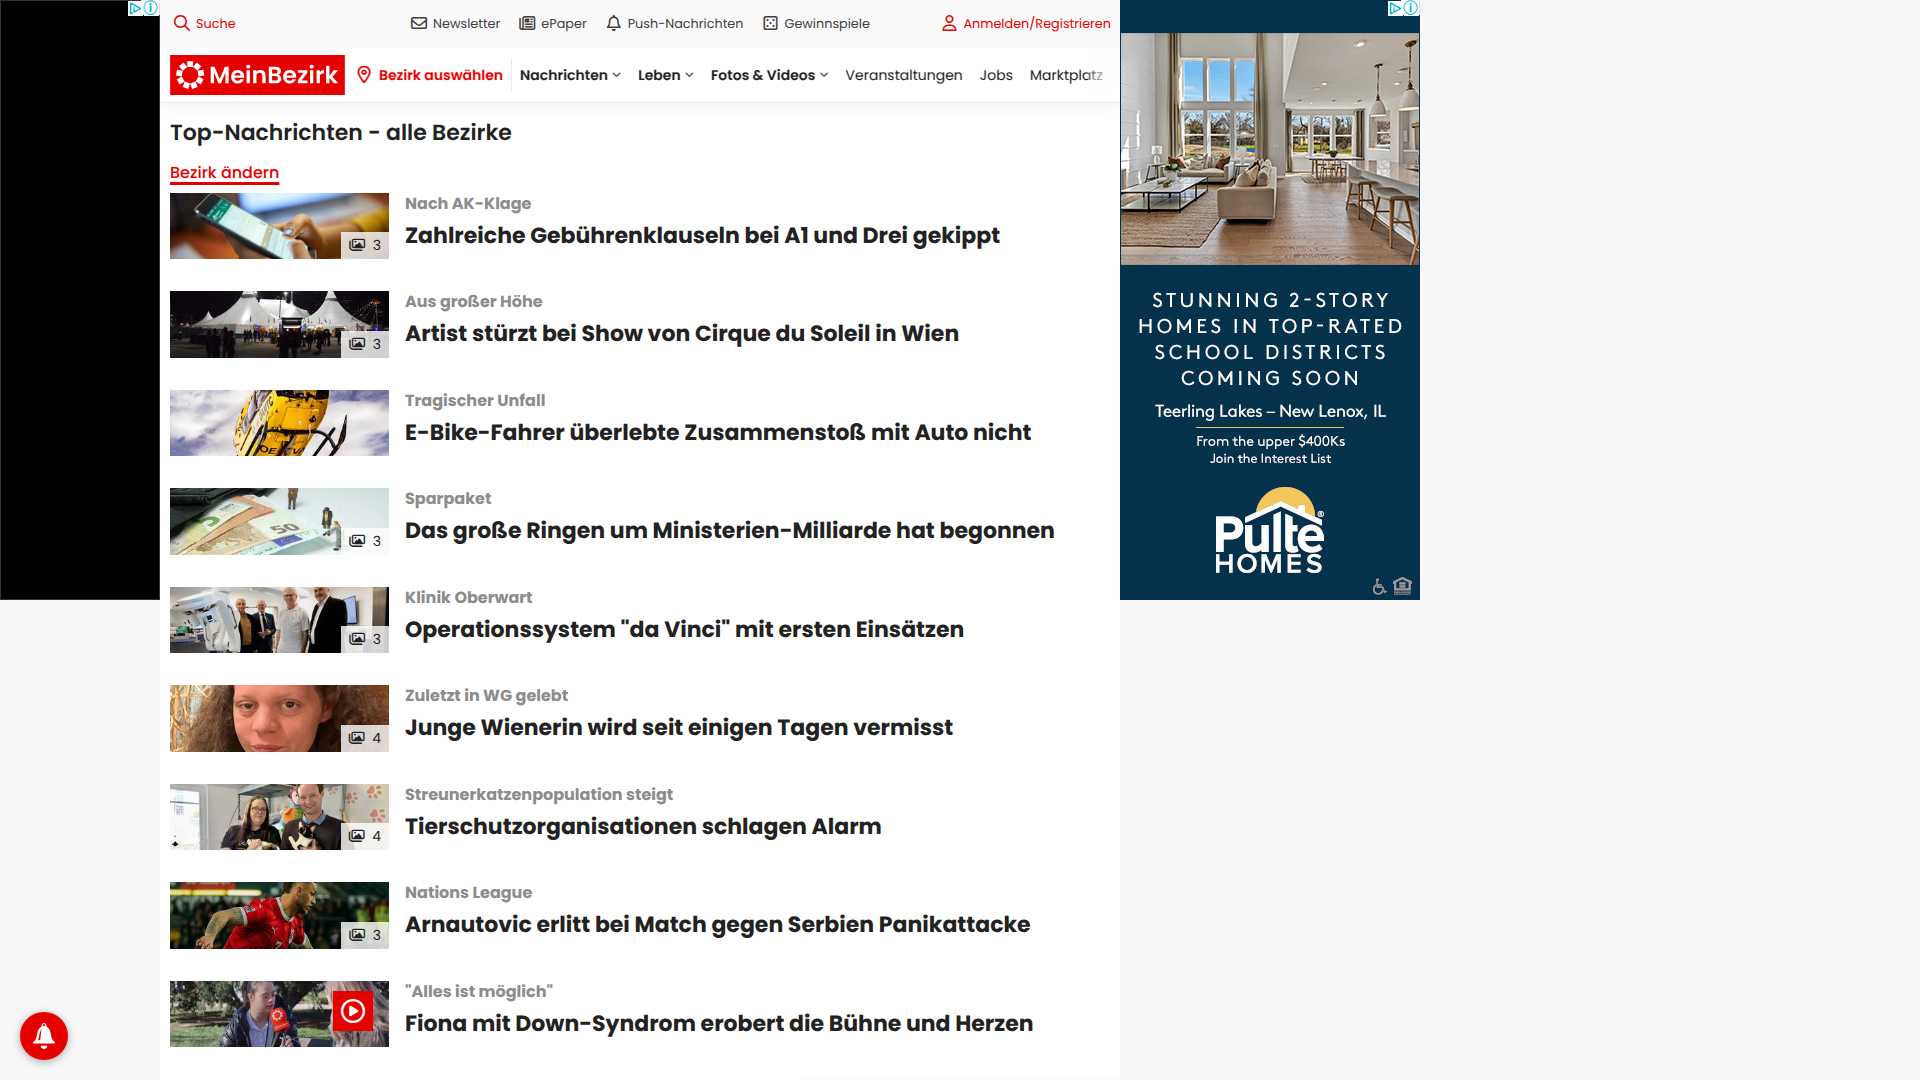 Suche
Newsletter
ePaper
Push-Nachrichten
Gewinnspiele
Anmelden/Registrieren
MeinBezirk
Bezirk auswählen
Nachrichten
Leben
Fotos & Videos
Veranstaltungen
Jobs
Marktplatz
Top-Nachrichten - alle Bezirke
Bezirk ändern
3
Nach AK-Klage
Zahlreiche Gebührenklauseln bei A1 und Drei gekippt
3
Aus großer Höhe
Artist stürzt bei Show von Cirque du Soleil in Wien
Tragischer Unfall
E-Bike-Fahrer überlebte Zusammenstoß mit Auto nicht
50
3
Sparpaket
Das große Ringen um Ministerien-Milliarde hat begonnen
3
Klinik Oberwart
Operationssystem "da Vinci" mit ersten Einsätzen
4
Zuletzt in WG gelebt
Junge Wienerin wird seit einigen Tagen vermisst
4
Streunerkatzenpopulation steigt
Tierschutzorganisationen schlagen Alarm
3
Nations League
Arnautovic erlitt bei Match gegen Serbien Panikattacke
"Alles ist möglich"
Fiona mit Down-Syndrom erobert die Bühne und Herzen
STUNNING 2-STORY
HOMES IN TOP-RATED
SCHOOL DISTRICTS
COMING SOON
Teerling Lakes – New Lenox, IL
From the upper $400Ks
Join the Interest List
Pulte®
HOMES